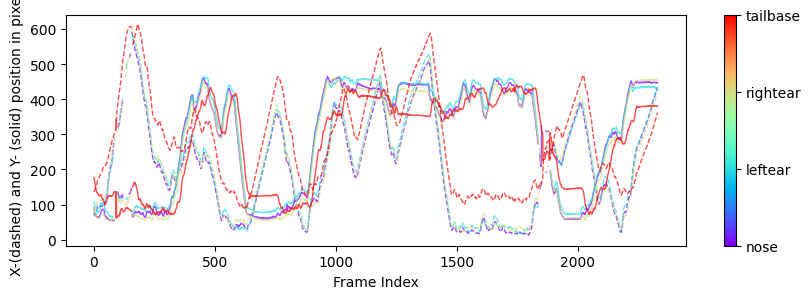 X-(dashed) and Y- (solid) position in pixe
600
500
400
300
200
100
0
0
500
1000
1500
2000
Frame Index
tailbase
rightear
leftear
nose